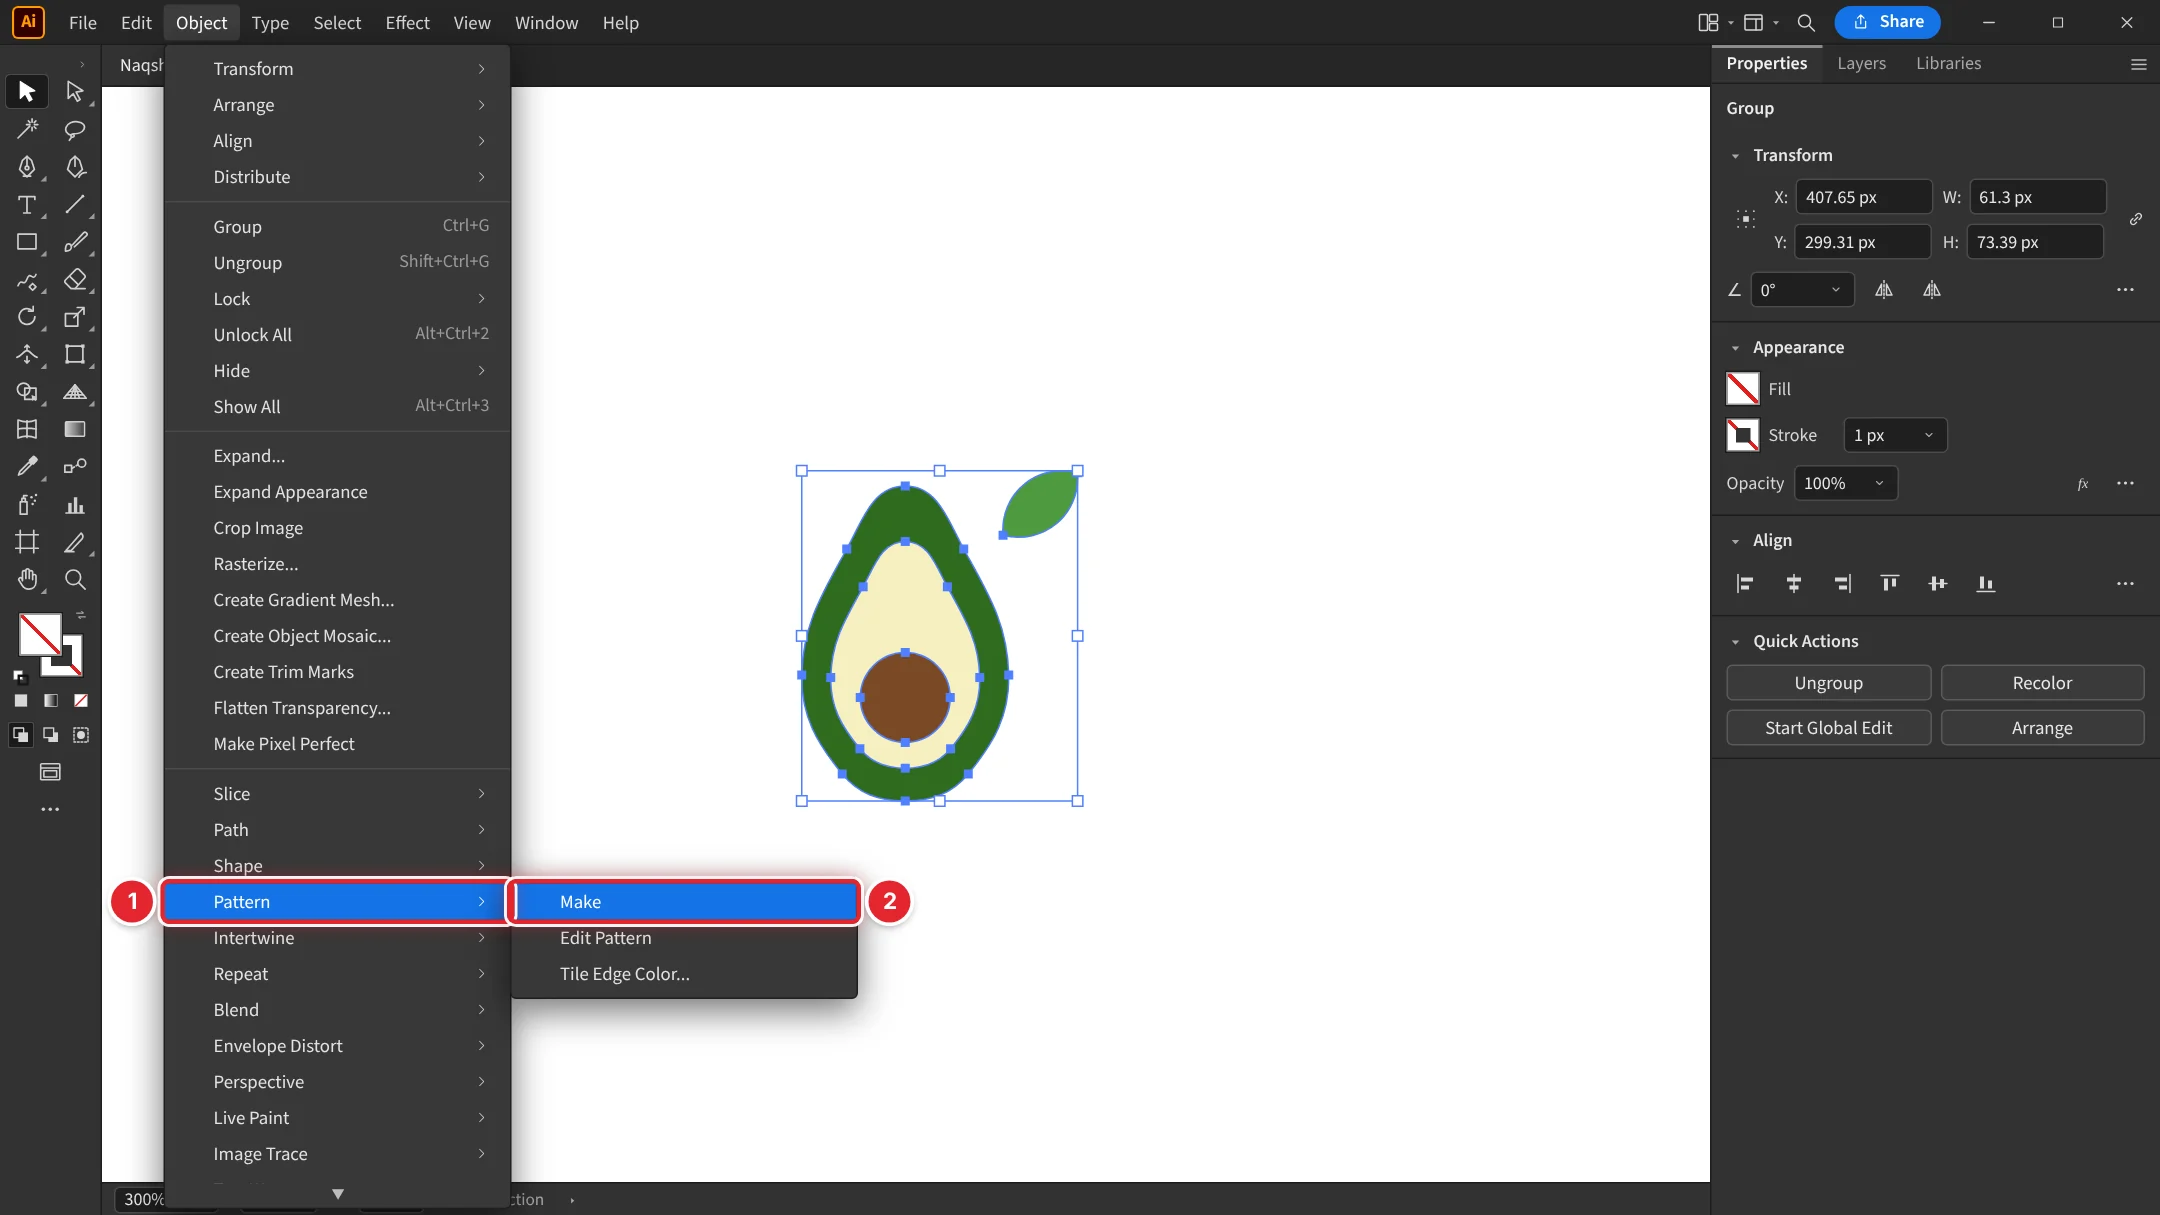 Ai File Edit Object Type Select Effect View Window Help Share
Properties Layers Libraries
Transform
Arrange
Align
Distribute
Group Ctrl+G
Ungroup Shift+Ctrl+G
Lock
Unlock All Alt+Ctrl+2
Hide
Show All Alt+Ctrl+3
Expand...
Expand Appearance
Crop Image
Rasterize...
Create Gradient Mesh...
Create Object Mosaic...
Create Trim Marks
Flatten Transparency...
Make Pixel Perfect
Slice
Path
Shape
1 Pattern
Make 2
Edit Pattern
Tile Edge Color...
Intertwine
Repeat
Blend
Envelope Distort
Perspective
Live Paint
Image Trace
300%
Group
Transform
X: 407.65 px W: 61.3 px
Y: 299.31 px H: 73.39 px
0°
Appearance
Fill
Stroke 1 px
Opacity 100% fx
Align
Quick Actions
Ungroup Recolor
Start Global Edit Arrange